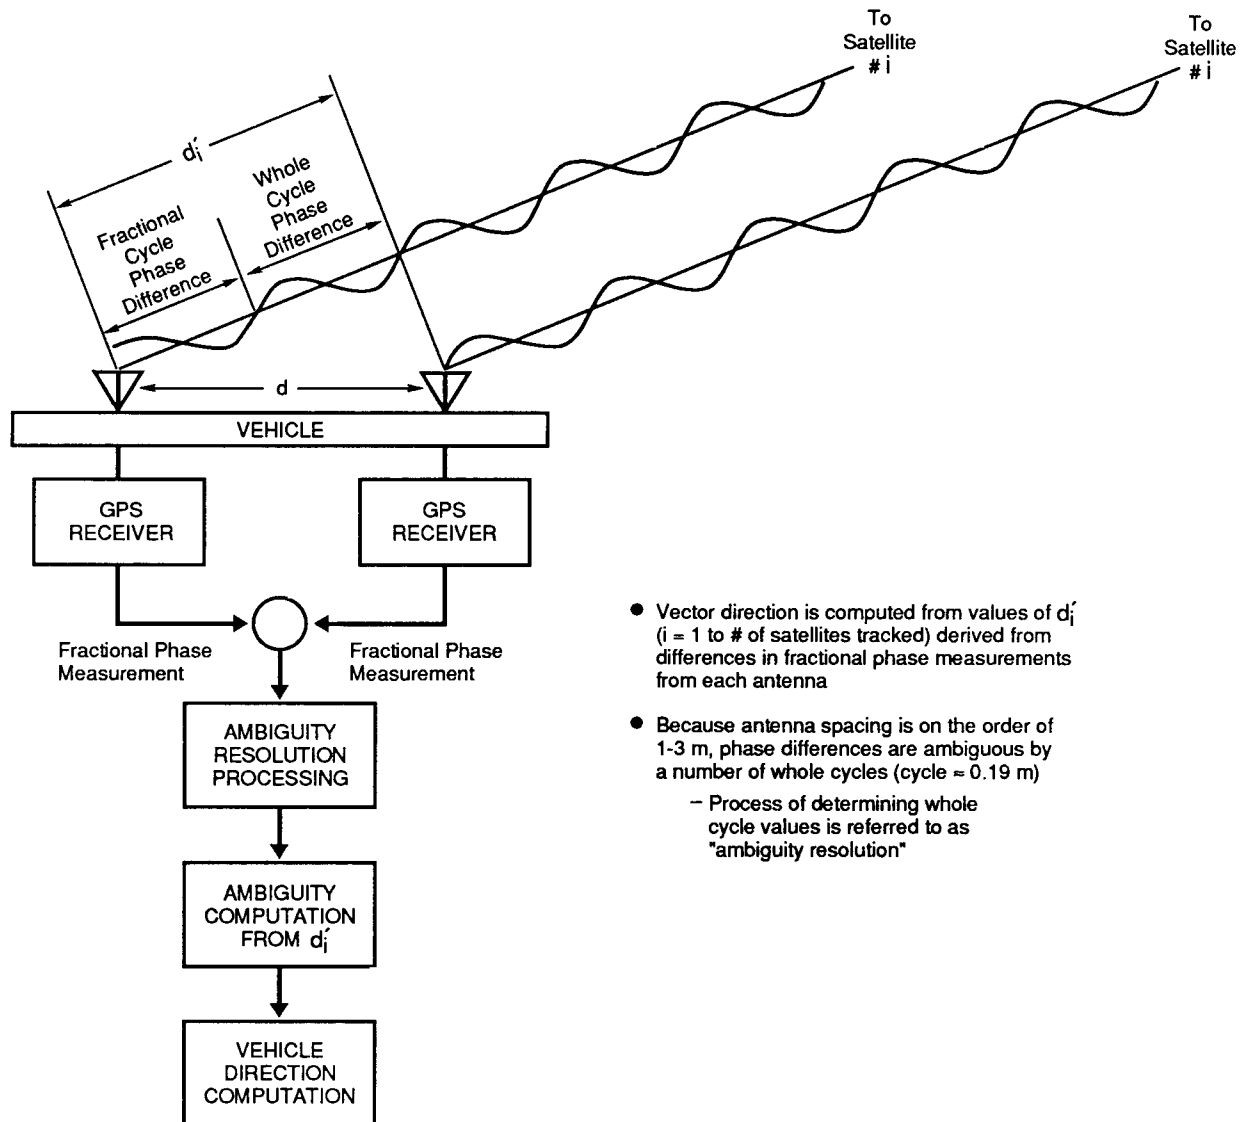 To
Satellite
# i
To
Satellite
# i
d´i
Whole
Cycle
Phase
Difference
Fractional
Cycle
Phase
Difference
d
VEHICLE
GPS
RECEIVER
GPS
RECEIVER
Fractional Phase
Measurement
Fractional Phase
Measurement
AMBIGUITY
RESOLUTION
PROCESSING
AMBIGUITY
COMPUTATION
FROM d´i
VEHICLE
DIRECTION
COMPUTATION
● Vector direction is computed from values of d´i
(i = 1 to # of satellites tracked) derived from
differences in fractional phase measurements
from each antenna
● Because antenna spacing is on the order of
1-3 m, phase differences are ambiguous by
a number of whole cycles (cycle ≈ 0.19 m)
– Process of determining whole
cycle values is referred to as
"ambiguity resolution"